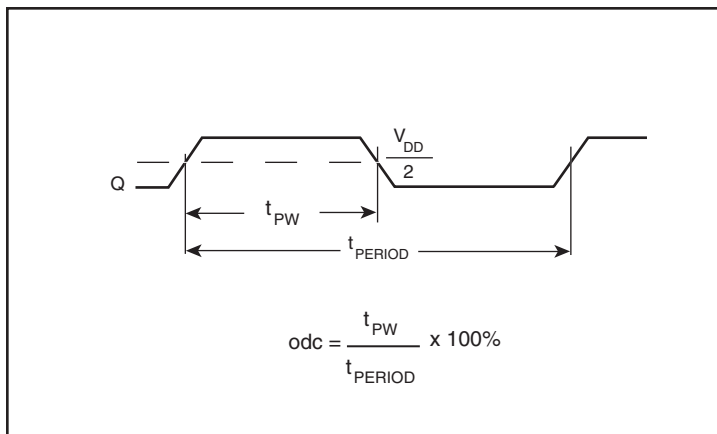 V_DD
2
Q
t_PW
t_PERIOD
odc = t_PW / t_PERIOD x 100%